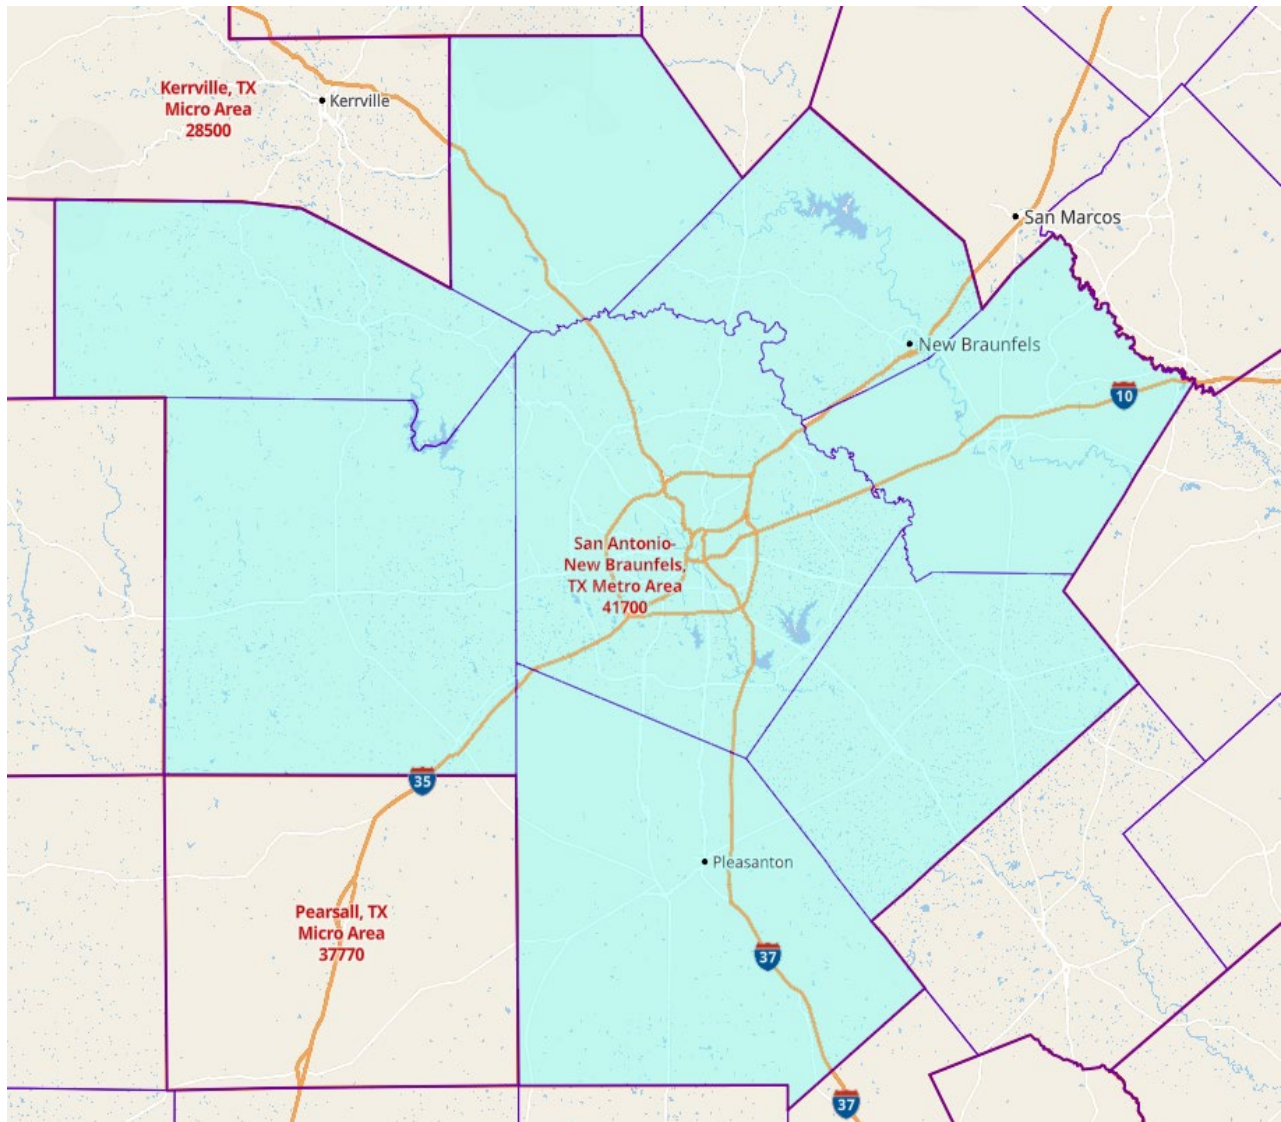 Kerrville, TX
Micro Area
28500
Kerrville
San Marcos
New Braunfels
10
San Antonio-
New Braunfels,
TX Metro Area
41700
35
Pleasanton
Pearsall, TX
Micro Area
37770
37
37